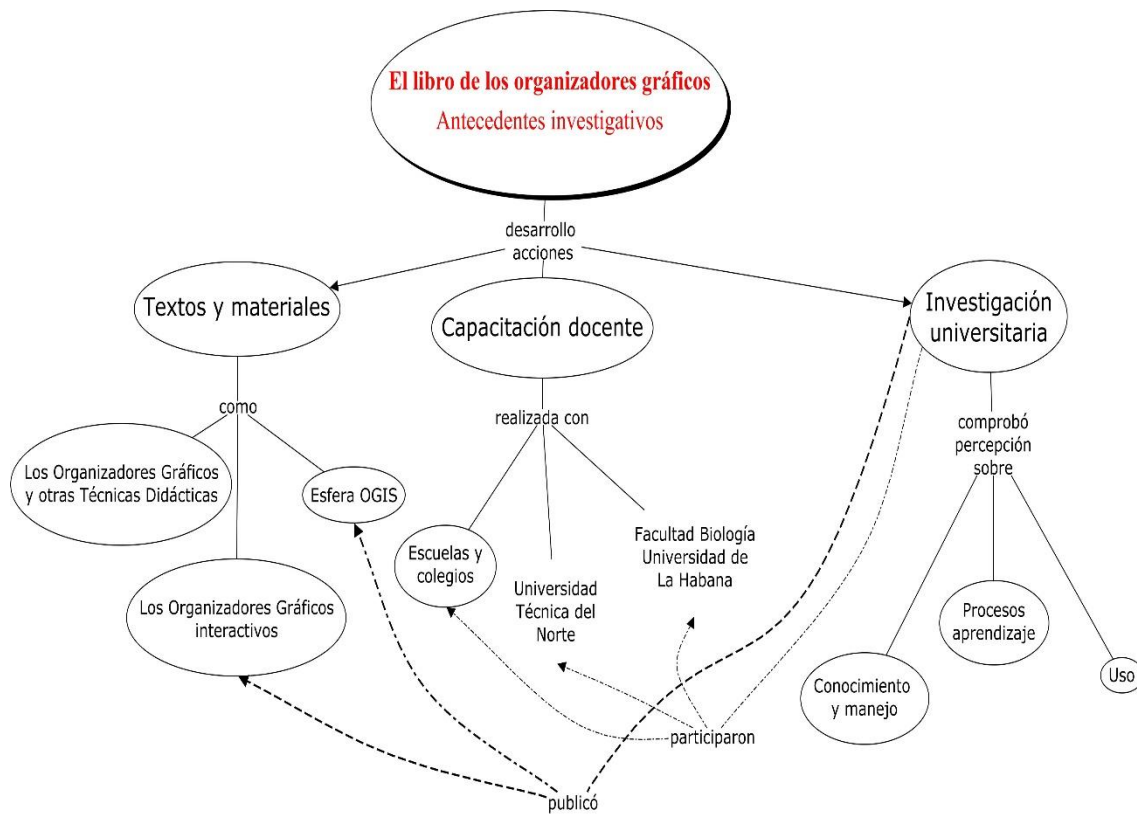 El libro de los organizadores gráficos
Antecedentes investigativos
desarrollo
acciones
Textos y materiales
Capacitación docente
Investigación
universitaria
como
realizada con
comprobó
percepción
sobre
Los Organizadores Gráficos
y otras Técnicas Didácticas
Esfera OGIS
Los Organizadores Gráficos
interactivos
Escuelas y
colegios
Universidad
Técnica del
Norte
Facultad Biología
Universidad de
La Habana
Conocimiento
y manejo
Procesos
aprendizaje
Uso
participaron
publicó